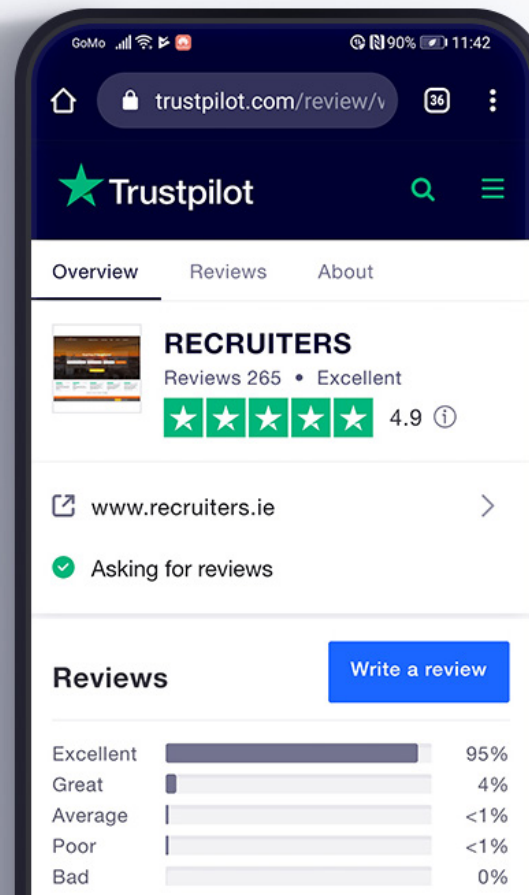 GoMo 90% 11:42
trustpilot.com/review/v 36
Trustpilot
Overview Reviews About
RECRUITERS
Reviews 265 • Excellent
4.9
www.recruiters.ie
Asking for reviews
Reviews
Write a review
Excellent 95%
Great 4%
Average <1%
Poor <1%
Bad 0%